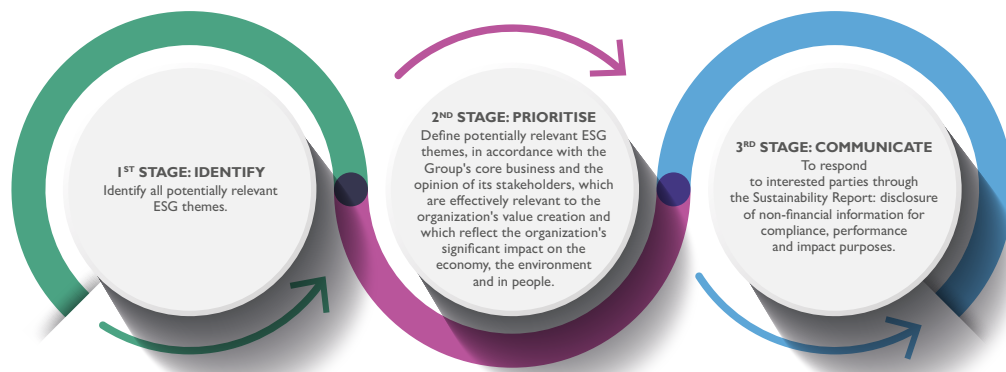 1ST STAGE: IDENTIFY
Identify all potentially relevant
ESG themes.
2ND STAGE: PRIORITISE
Define potentially relevant ESG
themes, in accordance with the
Group's core business and the
opinion of its stakeholders, which
are effectively relevant to the
organization's value creation and
which reflect the organization's
significant impact on the
economy, the environment
and in people.
3RD STAGE: COMMUNICATE
To respond
to interested parties through
the Sustainability Report: disclosure
of non-financial information for
compliance, performance
and impact purposes.